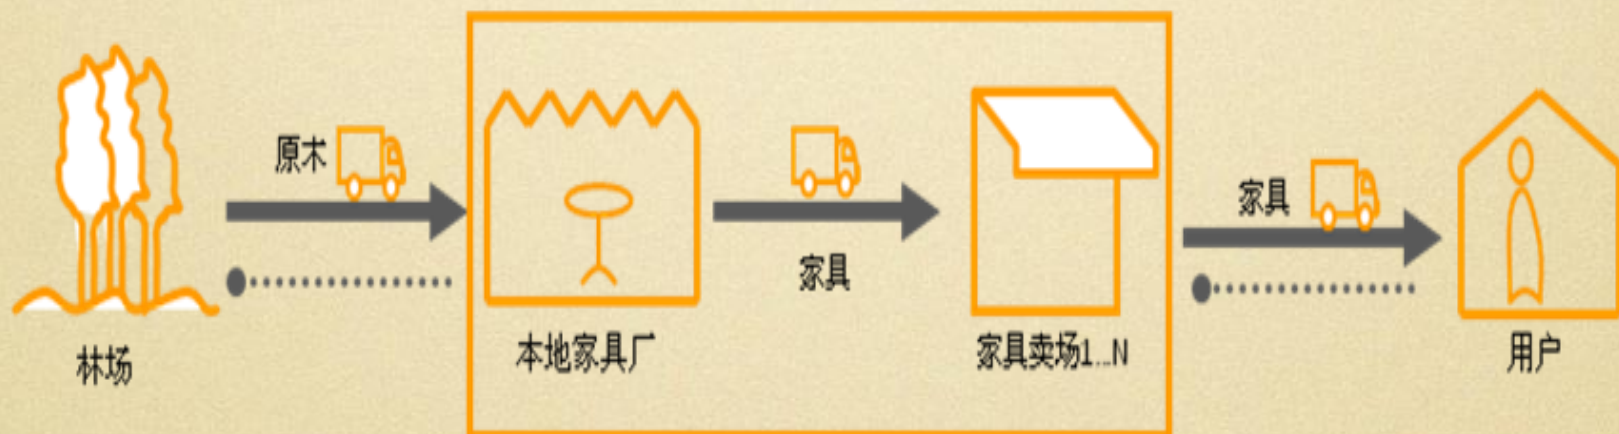 原木
家具
家具
林场
本地家具厂
家具卖场1...N
用户